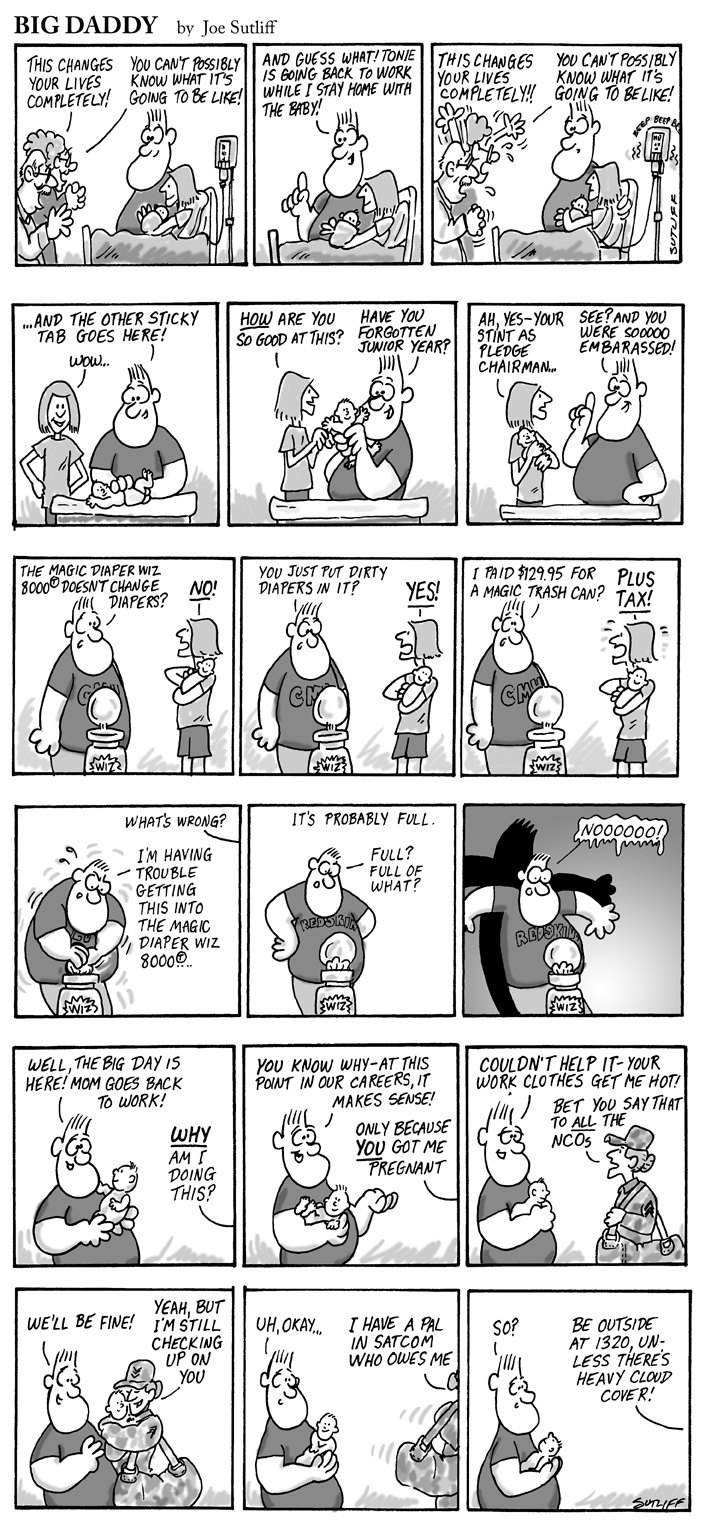 BIG DADDY by Joe Sutliff
THIS CHANGES
YOUR LIVES
COMPLETELY!
YOU CAN'T POSSIBLY
KNOW WHAT IT'S
GOING TO BE LIKE!
AND GUESS WHAT! TONIE
IS GOING BACK TO WORK
WHILE I STAY HOME WITH
THE BABY!
THIS CHANGES
YOUR LIVES
COMPLETELY!!
YOU CAN'T POSSIBLY
KNOW WHAT IT'S
GOING TO BE LIKE!
BEEP BEEP BE
SUTLIFF
...AND THE OTHER STICKY
TAB GOES HERE!
WOW...
HOW ARE YOU
SO GOOD AT THIS?
HAVE YOU
FORGOTTEN
JUNIOR YEAR?
AH, YES-YOUR
STINT AS
PLEDGE
CHAIRMAN...
SEE? AND YOU
WERE SOOOOO
EMBARASSED!
THE MAGIC DIAPER WIZ
8000© DOESN'T CHANGE
DIAPERS?
NO!
CMU
WIZ
YOU JUST PUT DIRTY
DIAPERS IN IT?
YES!
CMU
WIZ
I PAID $129.95 FOR
A MAGIC TRASH CAN?
PLUS
TAX!
CMU
WIZ
WHAT'S WRONG?
I'M HAVING
TROUBLE
GETTING
THIS INTO
THE MAGIC
DIAPER WIZ
8000©...
WIZ
IT'S PROBABLY FULL.
FULL?
FULL OF
WHAT?
REDSKIN
WIZ
NOOOOOO!
REDSKIN
WIZ
WELL, THE BIG DAY IS
HERE! MOM GOES BACK
TO WORK!
WHY
AM I
DOING
THIS?
YOU KNOW WHY-AT THIS
POINT IN OUR CAREERS, IT
MAKES SENSE!
ONLY BECAUSE
YOU GOT ME
PREGNANT
COULDN'T HELP IT-YOUR
WORK CLOTHES GET ME HOT!
BET YOU SAY THAT
TO ALL THE
NCOs
WE'LL BE FINE!
YEAH, BUT
I'M STILL
CHECKING
UP ON
YOU
UH, OKAY...
I HAVE A PAL
IN SATCOM
WHO OWES ME
SO?
BE OUTSIDE
AT 1320, UN-
LESS THERE'S
HEAVY CLOUD
COVER!
SUTLIFF